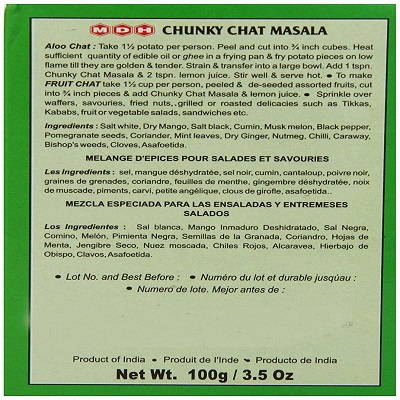 MDH CHUNKY CHAT MASALA
Aloo Chat : Take 1½ potato per person. Peel and cut into ¾ inch cubes. Heat
sufficient quantity of edible oil or ghee in a frying pan & fry potato pieces on low
flame till they are golden & tender. Strain & transfer into a large bowl. Add 1 tspn.
Chunky Chat Masala & 2 tspn. lemon juice. Stir well & serve hot. • To make
FRUIT CHAT take 1½ cup per person, peeled & de-seeded assorted fruits, cut
into ¾ inch pieces & add Chunky Chat Masala & lemon juice. • Sprinkle over
waffers, savouries, fried nuts, grilled or roasted delicacies such as Tikkas,
Kababs, fruit or vegetable salads, sandwiches etc.
Ingredients : Salt white, Dry Mango, Salt black, Cumin, Musk melon, Black pepper,
Pomegranate seeds, Coriander, Mint leaves, Dry Ginger, Nutmeg, Chilli, Caraway,
Bishop's weeds, Cloves, Asafoetida.
MELANGE D'EPICES POUR SALADES ET SAVOURIES
Les Ingredients : sel, mangue déshydratée, sel noir, cumin, cantaloup, poivre noir,
graines de grenades, coriandre, feuilles de menthe, gingembre déshydratée, noix
de muscade, piments, carvi, petite angélique, clous de girofle, asafoetida.
MEZCLA ESPECIADA PARA LAS ENSALADAS Y ENTREMESES
SALADOS
Los Ingredientes : Sal blanca, Mango Inmaduro Deshidratado, Sal Negra,
Comino, Melón, Pimienta Negra, Semillas de la Granada, Coriandro, Hojas de
Menta, Jengibre Seco, Nuez moscada, Chiles Rojos, Alcaravea, Hierbajo de
Obispo, Clavos, Asafoetida.
• Lot No. and Best Before : • Numéro du lot et durable jusqúau :
• Numero de lote. Mejor antes de :
Product of India • Produit de l'Inde • Producto de India
Net Wt. 100g / 3.5 Oz